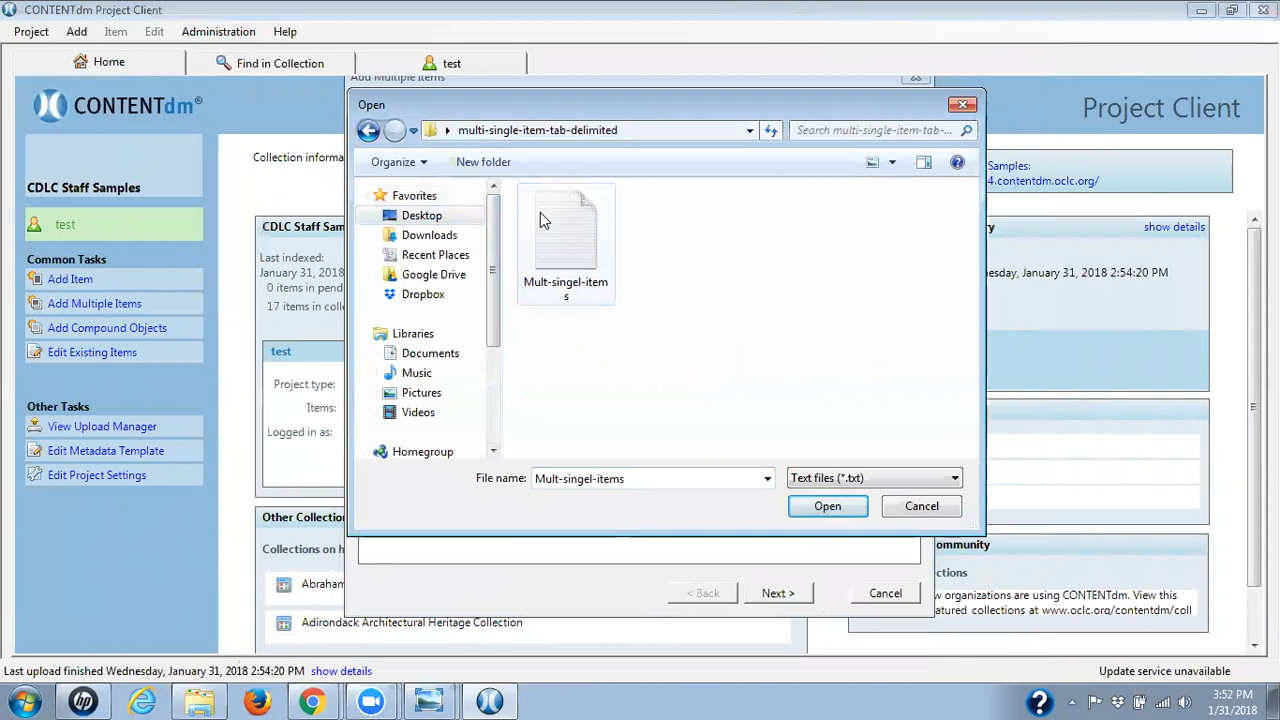 CONTENTdm Project Client
Project Add Item Edit Administration Help
Home
Find in Collection
test
CONTENTdm®
Project Client
CDLC Staff Samples
test
Common Tasks
Add Item
Add Multiple Items
Add Compound Objects
Edit Existing Items
Other Tasks
View Upload Manager
Edit Metadata Template
Edit Project Settings
Collection informa
CDLC Staff Sam
Last indexed:
January 31, 2018
0 items in pend
17 items in colle
test
Project type:
Items:
Logged in as:
Other Collection
Collections on h
Abraham
Adirondack Architectural Heritage Collection
Add Multiple Items
Open
multi-single-item-tab-delimited
Search multi-single-item-tab-...
Organize
New folder
Favorites
Desktop
Downloads
Recent Places
Google Drive
Dropbox
Libraries
Documents
Music
Pictures
Videos
Homegroup
Mult-singel-item
s
File name:
Mult-singel-items
Text files (*.txt)
Open
Cancel
< Back
Next >
Cancel
Samples:
4.contentdm.oclc.org/
ry
show details
dnesday, January 31, 2018 2:54:20 PM
ommunity
ctions
w organizations are using CONTENTdm. View this
atured collections at www.oclc.org/contentdm/coll
Last upload finished Wednesday, January 31, 2018 2:54:20 PM show details
Update service unavailable
3:52 PM
1/31/2018